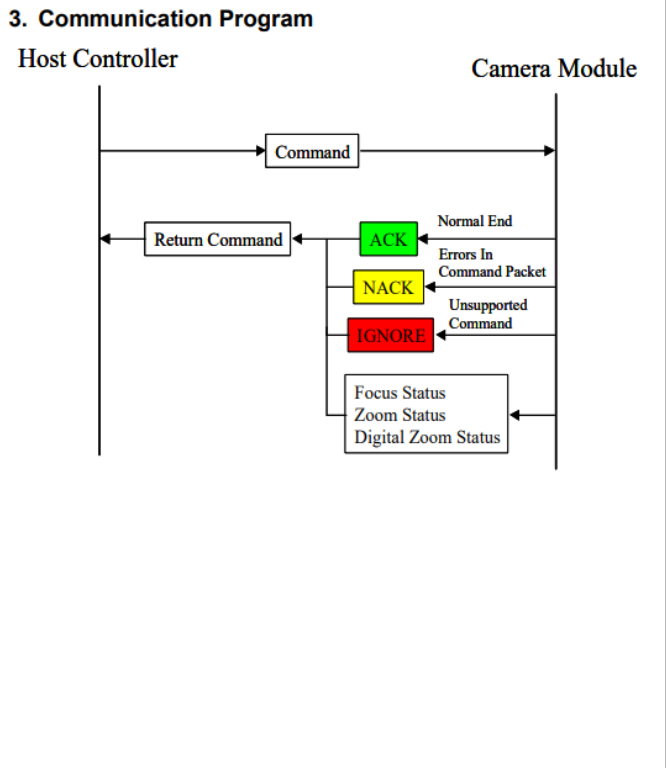 3. Communication Program
Host Controller
Camera Module
Command
Normal End
Return Command
ACK
Errors In
Command Packet
NACK
Unsupported
Command
IGNORE
Focus Status
Zoom Status
Digital Zoom Status